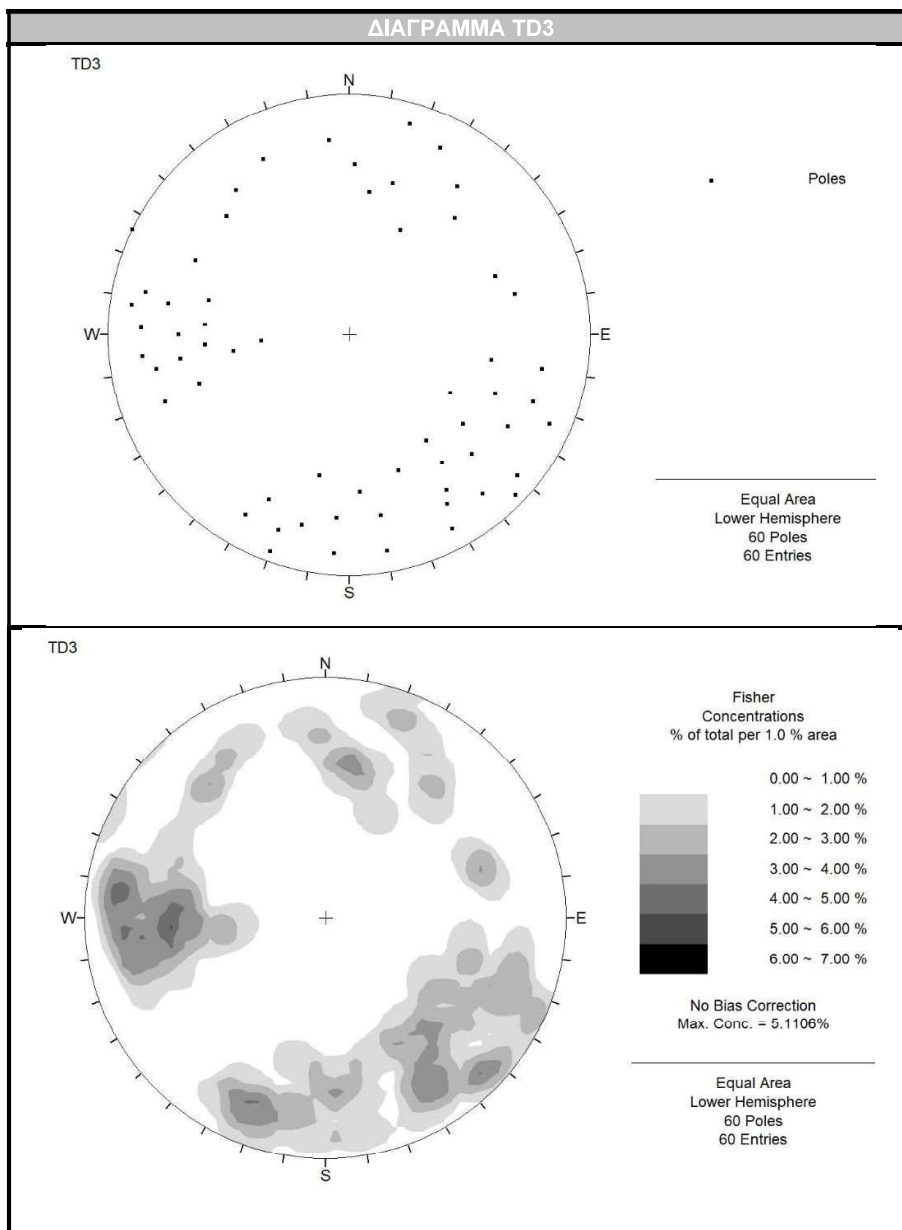 ΔΙΑΓΡΑΜΜΑ TD3
TD3
N
Poles
W
E
S
Equal Area
Lower Hemisphere
60 Poles
60 Entries
TD3
N
Fisher
Concentrations
% of total per 1.0 % area
0.00 ~ 1.00 %
1.00 ~ 2.00 %
2.00 ~ 3.00 %
3.00 ~ 4.00 %
4.00 ~ 5.00 %
5.00 ~ 6.00 %
6.00 ~ 7.00 %
W
E
S
No Bias Correction
Max. Conc. = 5.1106%
Equal Area
Lower Hemisphere
60 Poles
60 Entries